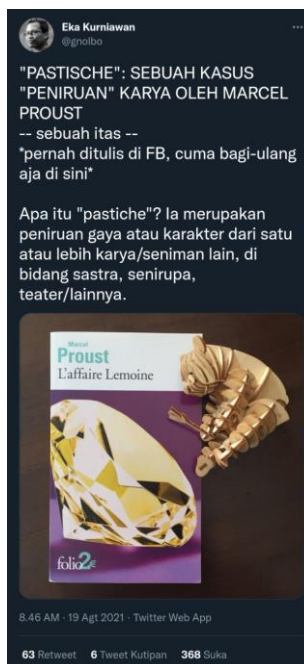 Eka Kurniawan
@gnolbo
"PASTISCHE": SEBUAH KASUS
"PENIRUAN" KARYA OLEH MARCEL
PROUST
-- sebuah itas --
*pernah ditulis di FB, cuma bagi-ulang
aja di sini*
Apa itu "pastiche"? Ia merupakan
peniruan gaya atau karakter dari satu
atau lebih karya/seniman lain, di
bidang sastra, senirupa,
teater/lainnya.
Marcel
Proust
L'affaire Lemoine
folio2€
8.46 AM · 19 Agt 2021 · Twitter Web App
63 Retweet 6 Tweet Kutipan 368 Suka